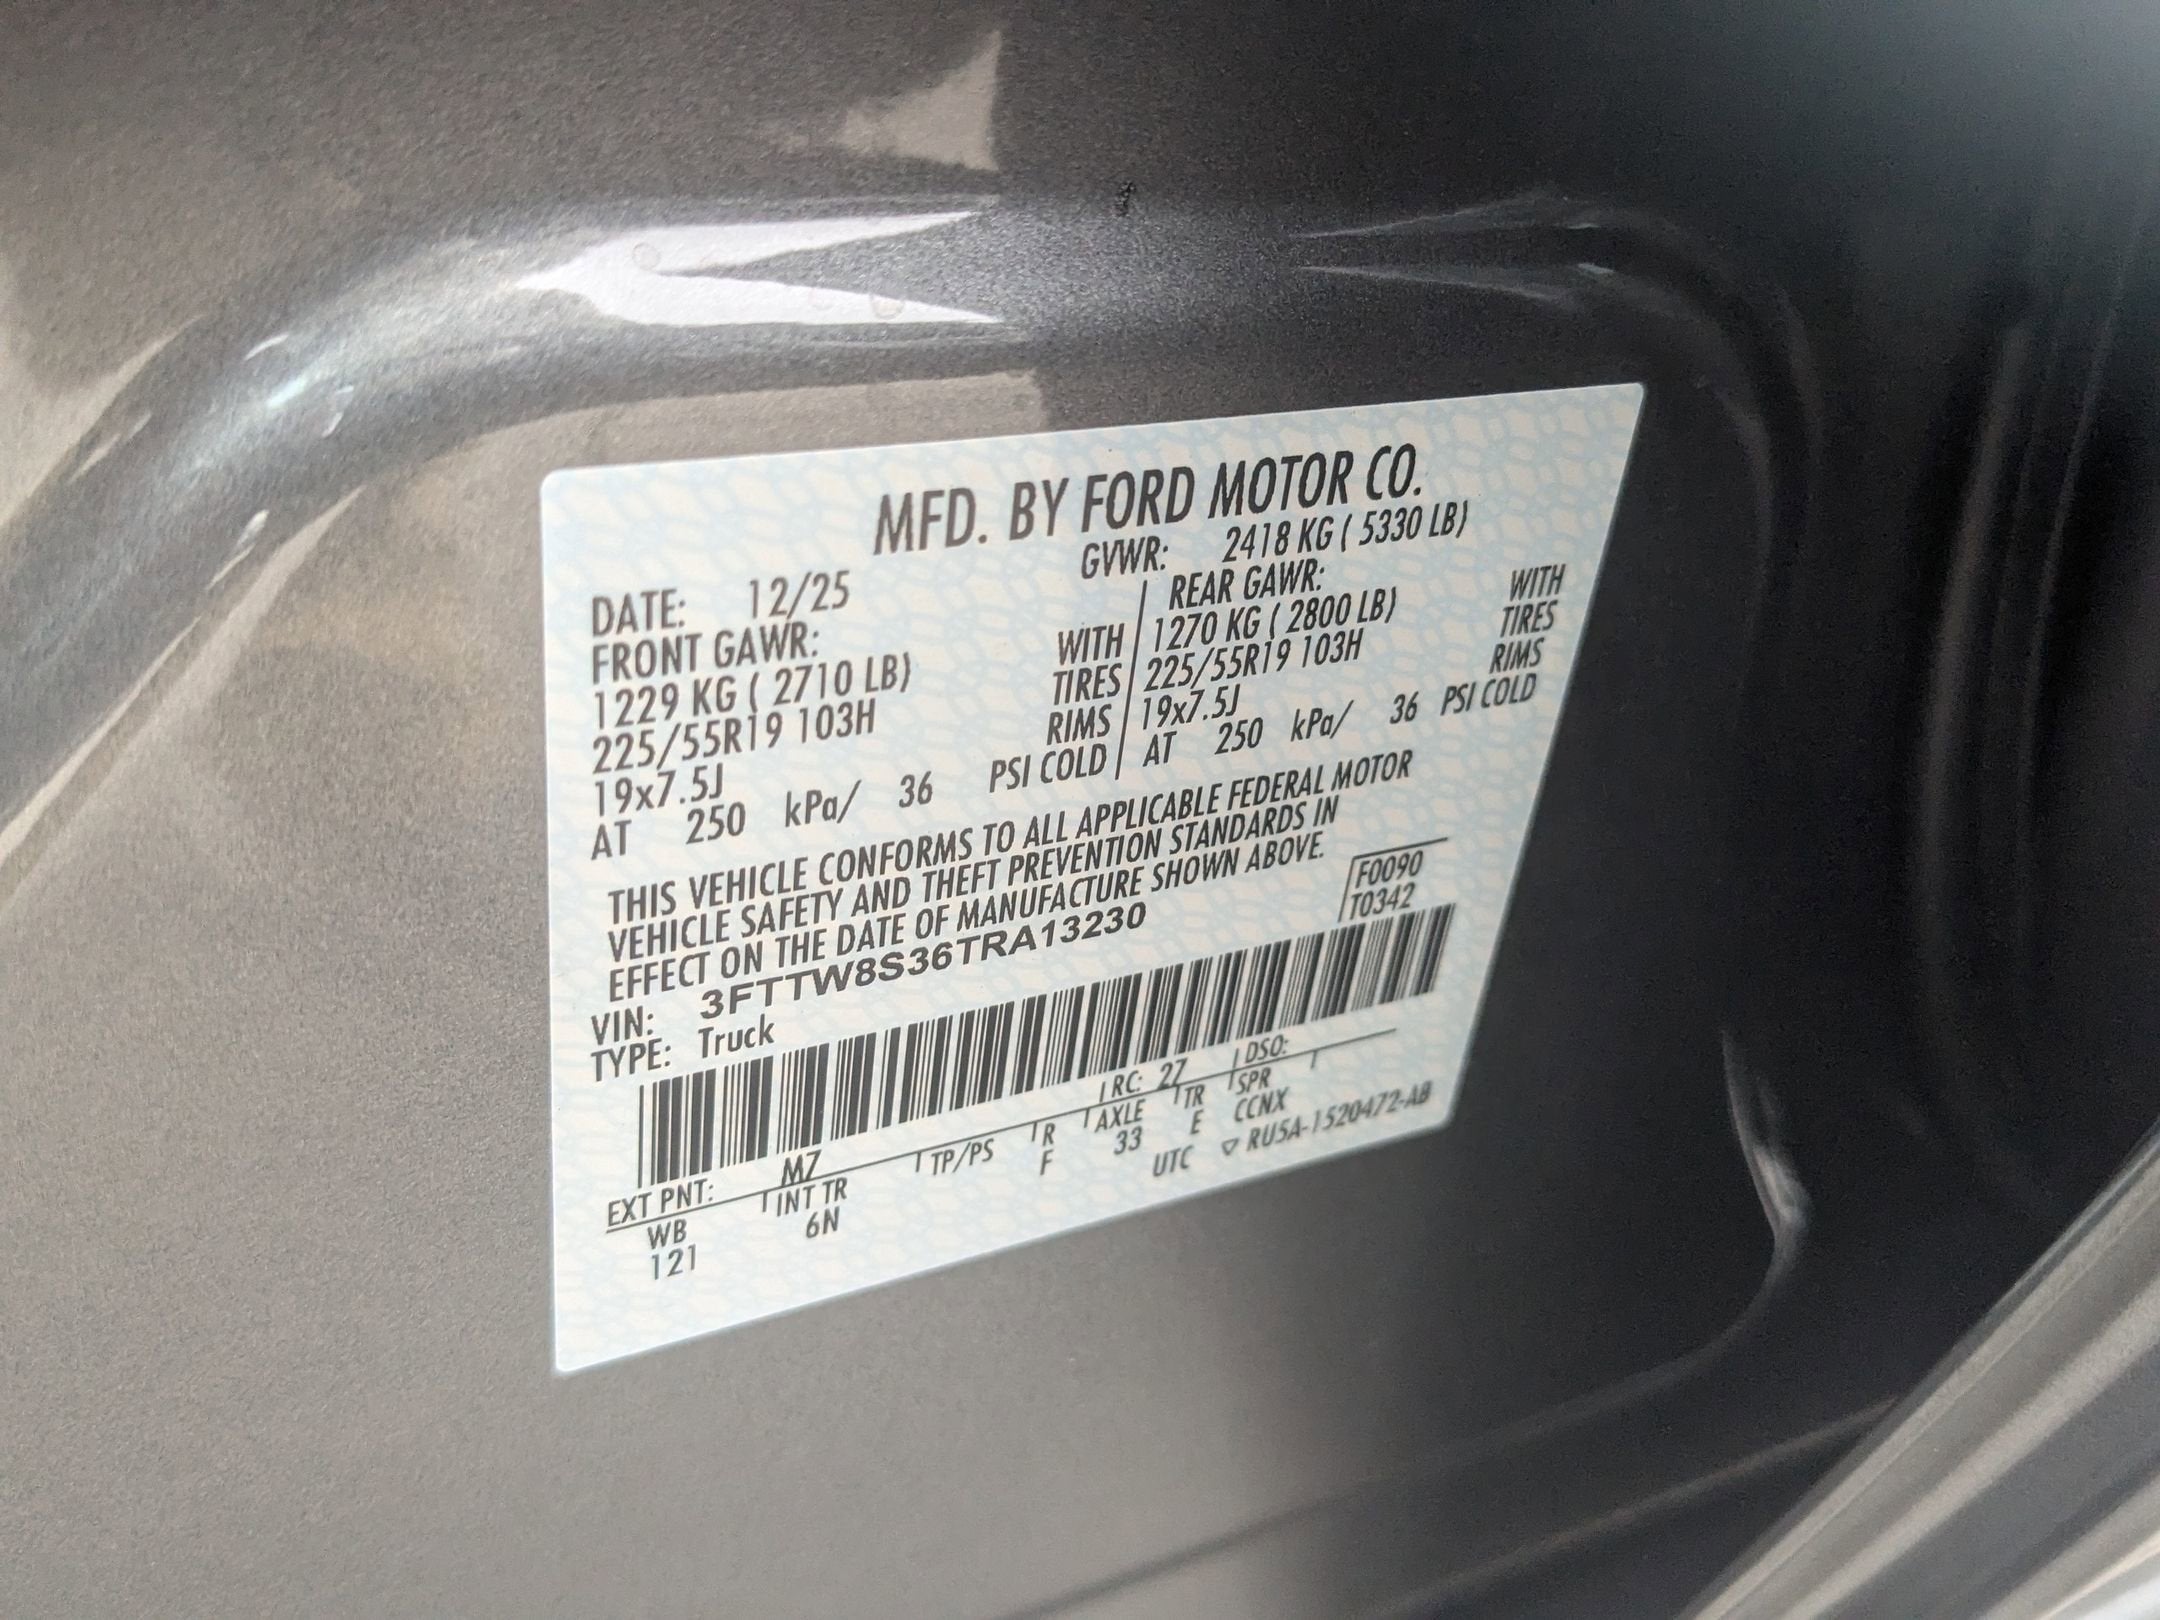 MFD. BY FORD MOTOR CO.
DATE: 12/25 GVWR: 2418 KG ( 5330 LB)
FRONT GAWR: REAR GAWR:
1229 KG ( 2710 LB) WITH 1270 KG ( 2800 LB) WITH
225/55R19 103H TIRES 225/55R19 103H TIRES
19x7.5J RIMS 19x7.5J RIMS
AT 250 kPa/ 36 PSI COLD AT 250 kPa/ 36 PSI COLD
THIS VEHICLE CONFORMS TO ALL APPLICABLE FEDERAL MOTOR
VEHICLE SAFETY AND THEFT PREVENTION STANDARDS IN
EFFECT ON THE DATE OF MANUFACTURE SHOWN ABOVE.
F0090
T0342
VIN: 3FTTW8S36TRA13230
TYPE: Truck
EXT PNT: M7 RC: 27 DSO:
WB INT TR TP/PS R AXLE TR SPR
121 6N F 33 E CCNX
UTC ▽ RU5A-1520472-AB